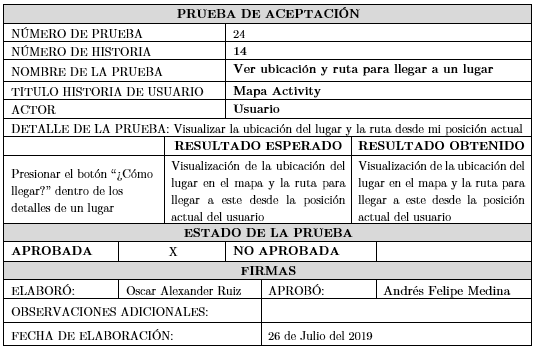 PRUEBA DE ACEPTACIÓN
NÚMERO DE PRUEBA 24
NÚMERO DE HISTORIA 14
NOMBRE DE LA PRUEBA Ver ubicación y ruta para llegar a un lugar
TÍTULO HISTORIA DE USUARIO Mapa Activity
ACTOR Usuario
DETALLE DE LA PRUEBA: Visualizar la ubicación del lugar y la ruta desde mi posición actual
RESULTADO ESPERADO RESULTADO OBTENIDO
Presionar el botón “¿Cómo
llegar?” dentro de los
detalles de un lugar
Visualización de la ubicación del
lugar en el mapa y la ruta para
llegar a este desde la posición
actual del usuario
Visualización de la ubicación del
lugar en el mapa y la ruta para
llegar a este desde la posición
actual del usuario
ESTADO DE LA PRUEBA
APROBADA X NO APROBADA
FIRMAS
ELABORÓ: Oscar Alexander Ruiz APROBÓ: Andrés Felipe Medina
OBSERVACIONES ADICIONALES:
FECHA DE ELABORACIÓN: 26 de Julio del 2019